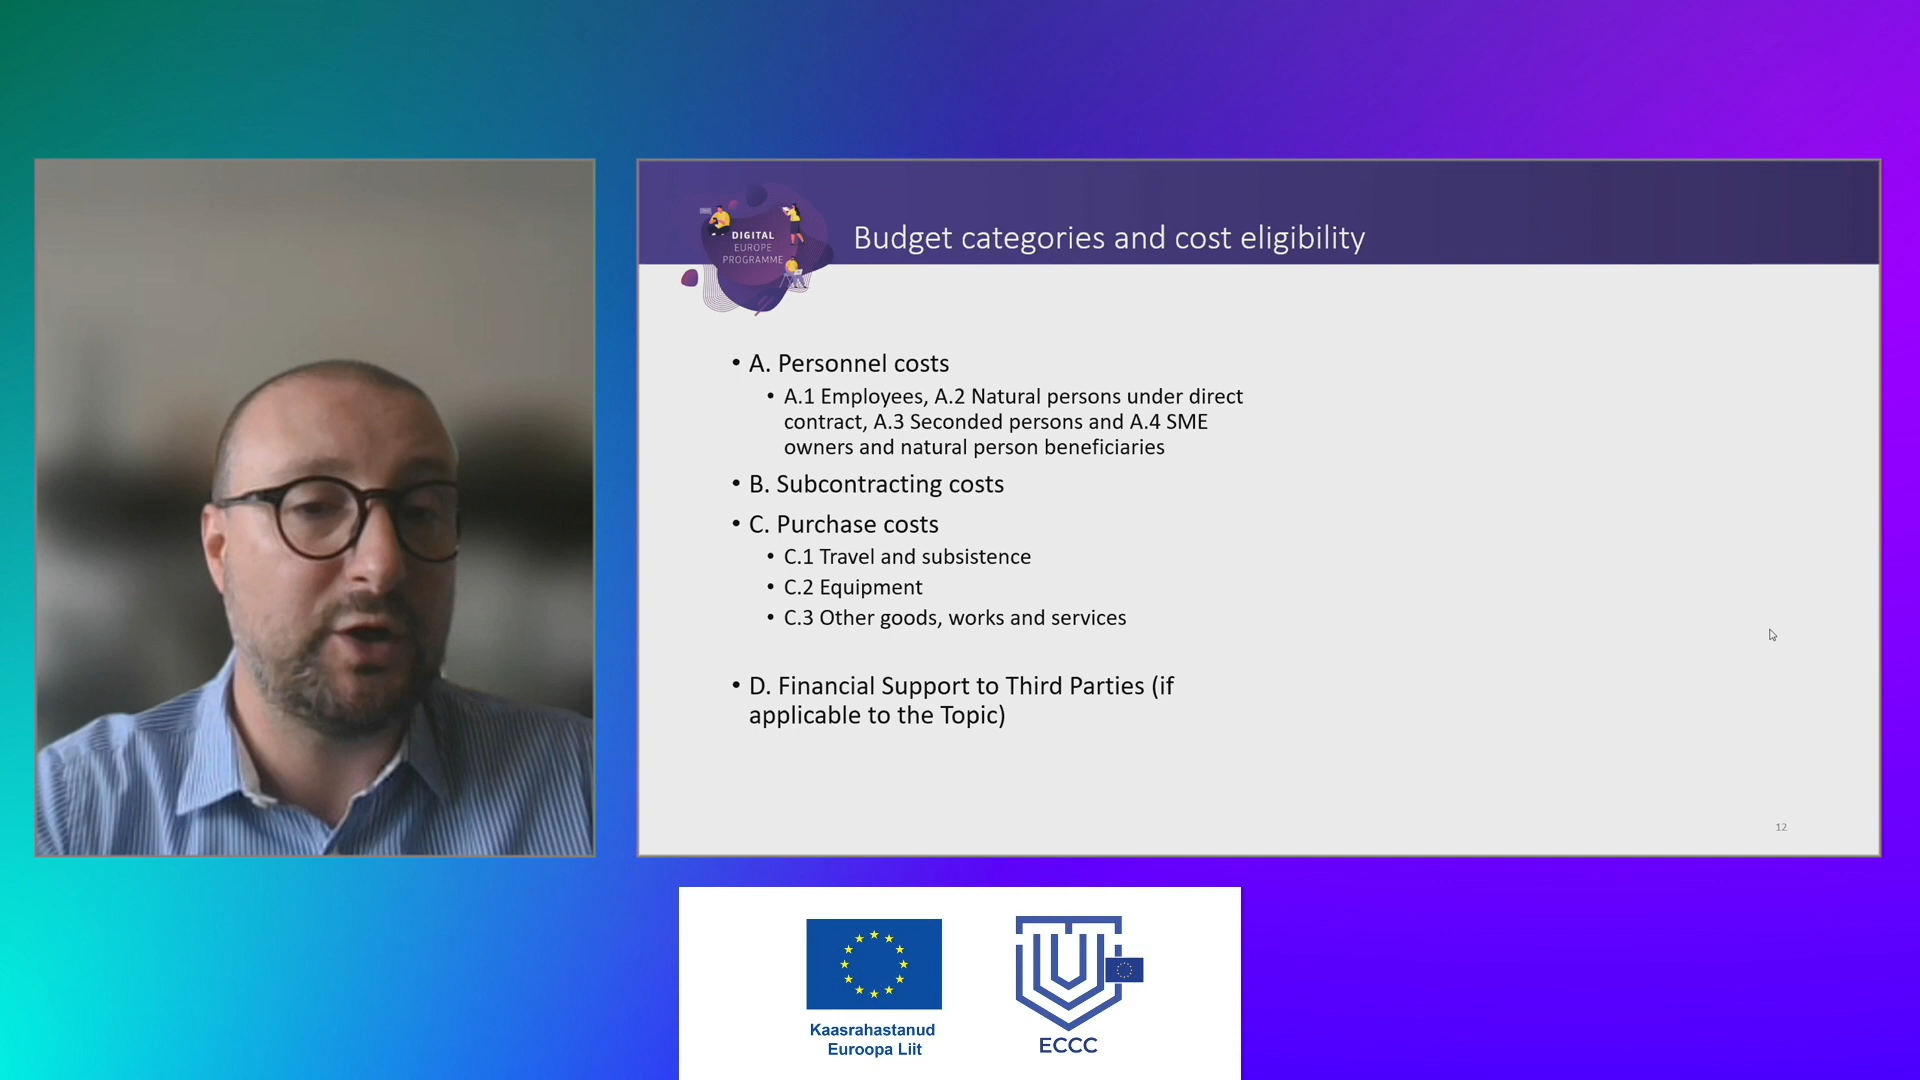 DIGITAL
EUROPE
PROGRAMME
Budget categories and cost eligibility
• A. Personnel costs
• A.1 Employees, A.2 Natural persons under direct
contract, A.3 Seconded persons and A.4 SME
owners and natural person beneficiaries
• B. Subcontracting costs
• C. Purchase costs
• C.1 Travel and subsistence
• C.2 Equipment
• C.3 Other goods, works and services
• D. Financial Support to Third Parties (if
applicable to the Topic)
12
Kaasrahastanud
Euroopa Liit
ECCC